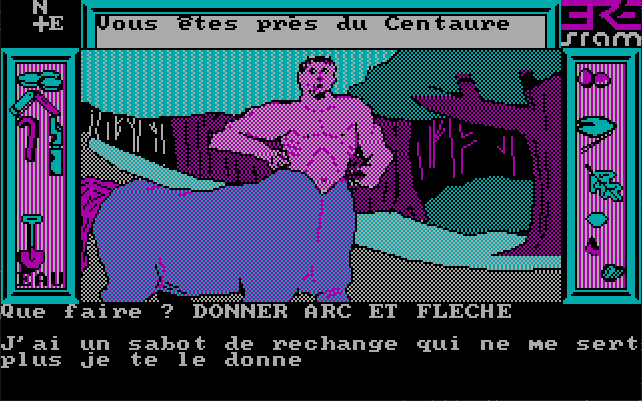 N
+E
Vous êtes près du Centaure
ERE
sram
EAU
Que faire ? DONNER ARC ET FLECHE
J'ai un sabot de rechange qui ne me sert
plus je te le donne